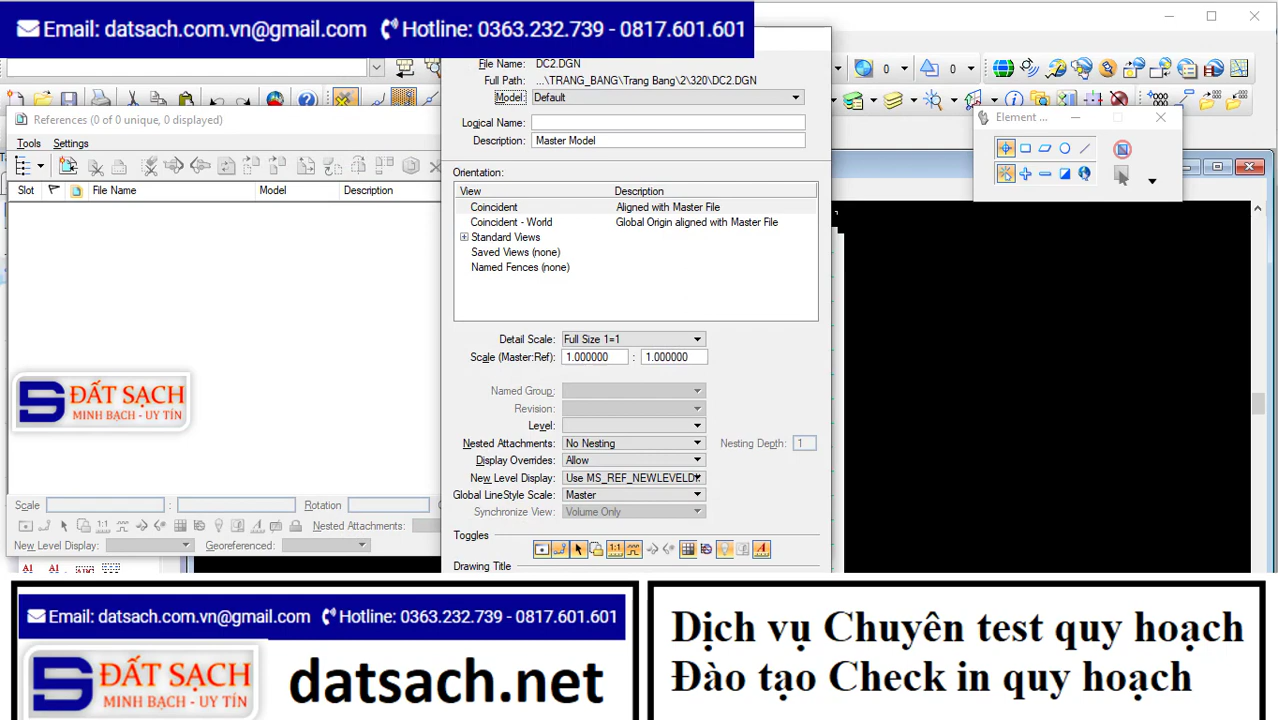 Email: datsach.com.vn@gmail.com Hotline: 0363.232.739 - 0817.601.601
File Name: DC2.DGN
Full Path: ...\TRANG_BANG\Trang Bang\2\320\DC2.DGN
Model: Default
Logical Name:
Description: Master Model
Orientation:
View Description
Coincident Aligned with Master File
Coincident - World Global Origin aligned with Master File
Standard Views
Saved Views (none)
Named Fences (none)
Detail Scale: Full Size 1=1
Scale (Master:Ref): 1.000000 : 1.000000
Named Group:
Revision:
Level:
Nested Attachments: No Nesting Nesting Depth: 1
Display Overrides: Allow
New Level Display: Use MS_REF_NEWLEVELDI
Global LineStyle Scale: Master
Synchronize View: Volume Only
Toggles
Drawing Title
References (0 of 0 unique, 0 displayed)
Tools Settings
Slot File Name Model Description
ĐẤT SẠCH
MINH BẠCH - UY TÍN
Scale : Rotation
1:1 Nested Attachments:
New Level Display: Georeferenced:
0 0
Element ...
Email: datsach.com.vn@gmail.com Hotline: 0363.232.739 - 0817.601.601
ĐẤT SẠCH
MINH BẠCH - UY TÍN
datsach.net
Dịch vụ Chuyên test quy hoạch
Đào tạo Check in quy hoạch